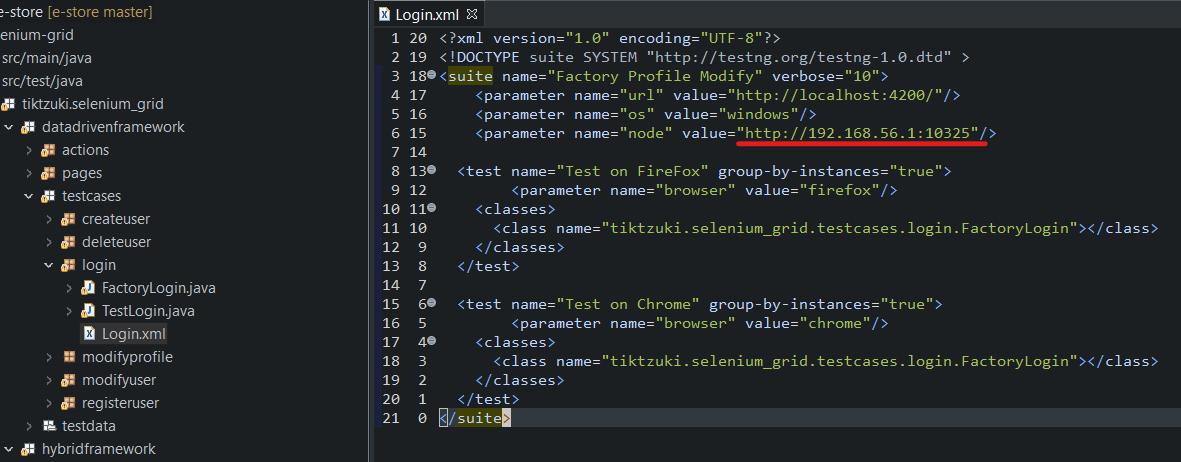 e-store [e-store master]
enium-grid
src/main/java
src/test/java
tiktzuki.selenium_grid
datadrivenframework
actions
pages
testcases
createuser
deleteuser
login
FactoryLogin.java
TestLogin.java
Login.xml
modifyprofile
modifyuser
registeruser
testdata
hybridframework
Login.xml
1 20 <?xml version="1.0" encoding="UTF-8"?>
2 19 <!DOCTYPE suite SYSTEM "http://testng.org/testng-1.0.dtd" >
3 18 <suite name="Factory Profile Modify" verbose="10">
4 17 <parameter name="url" value="http://localhost:4200/"/>
5 16 <parameter name="os" value="windows"/>
6 15 <parameter name="node" value="http://192.168.56.1:10325"/>
7 14
8 13 <test name="Test on FireFox" group-by-instances="true">
9 12 <parameter name="browser" value="firefox"/>
10 11 <classes>
11 10 <class name="tiktzuki.selenium_grid.testcases.login.FactoryLogin"></class>
12 9 </classes>
13 8 </test>
14 7
15 6 <test name="Test on Chrome" group-by-instances="true">
16 5 <parameter name="browser" value="chrome"/>
17 4 <classes>
18 3 <class name="tiktzuki.selenium_grid.testcases.login.FactoryLogin"></class>
19 2 </classes>
20 1 </test>
21 0 </suite>